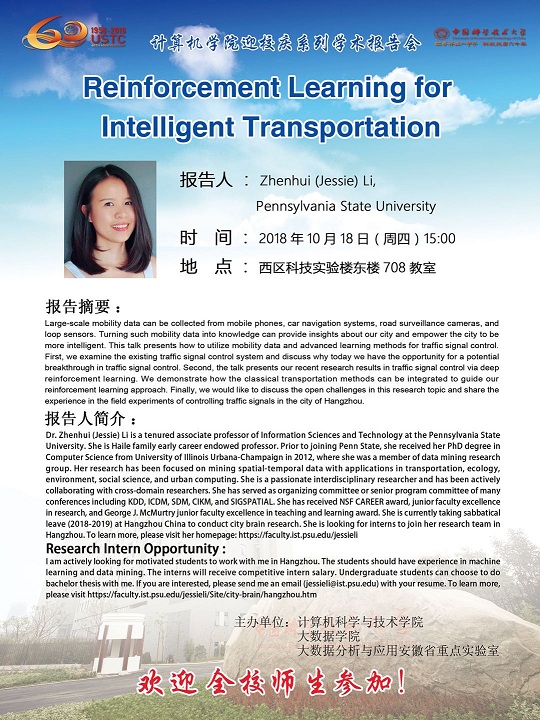 1958-2018
USTC
计算机学院迎校庆系列学术报告会
中国科学技术大学
Reinforcement Learning for
Intelligent Transportation
报告人 : Zhenhui (Jessie) Li,
Pennsylvania State University
时 间 : 2018 年 10 月 18 日 ( 周四 ) 15:00
地 点 : 西区科技实验楼东楼 708 教室
报告摘要 :
Large-scale mobility data can be collected from mobile phones, car navigation systems, road surveillance cameras, and
loop sensors. Turning such mobility data into knowledge can provide insights about our city and empower the city to be
more intelligent. This talk presents how to utilize mobility data and advanced learning methods for traffic signal control.
First, we examine the existing traffic signal control system and discuss why today we have the opportunity for a potential
breakthrough in traffic signal control. Second, the talk presents our recent research results in traffic signal control via deep
reinforcement learning. We demonstrate how the classical transportation methods can be integrated to guide our
reinforcement learning approach. Finally, we would like to discuss the open challenges in this research topic and share the
experience in the field experiments of controlling traffic signals in the city of Hangzhou.
报告人简介 :
Dr. Zhenhui (Jessie) Li is a tenured associate professor of Information Sciences and Technology at the Pennsylvania State
University. She is Haile family early career endowed professor. Prior to joining Penn State, she received her PhD degree in
Computer Science from University of Illinois Urbana-Champaign in 2012, where she was a member of data mining research
group. Her research has been focused on mining spatial-temporal data with applications in transportation, ecology,
environment, social science, and urban computing. She is a passionate interdisciplinary researcher and has been actively
collaborating with cross-domain researchers. She has served as organizing committee or senior program committee of many
conferences including KDD, ICDM, SDM, CIKM, and SIGSPATIAL. She has received NSF CAREER award, junior faculty excellence
in research, and George J. McMurtry junior faculty excellence in teaching and learning award. She is currently taking sabbatical
leave (2018-2019) at Hangzhou China to conduct city brain research. She is looking for interns to join her research team in
Hangzhou. To learn more, please visit her homepage: https://faculty.ist.psu.edu/jessieli
Research Intern Opportunity :
I am actively looking for motivated students to work with me in Hangzhou. The students should have experience in machine
learning and data mining. The interns will receive competitive intern salary. Undergraduate students can choose to do
bachelor thesis with me. If you are interested, please send me an email (jessieli@ist.psu.edu) with your resume. To learn more,
please visit https://faculty.ist.psu.edu/jessieli/Site/city-brain/hangzhou.htm
主办单位：计算机科学与技术学院
大数据学院
大数据分析与应用安徽省重点实验室
欢迎全校师生参加!